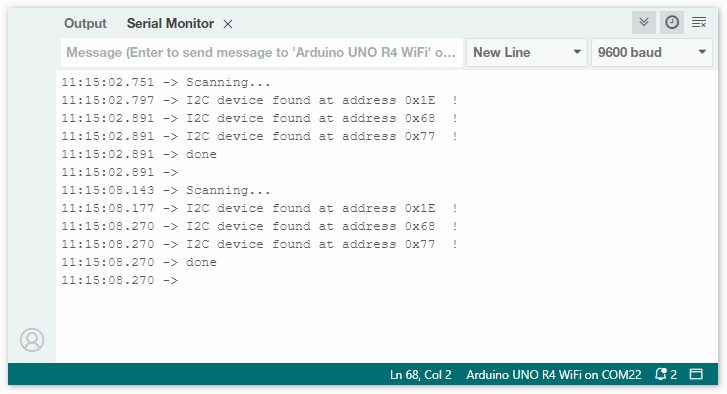 Output Serial Monitor
Message (Enter to send message to 'Arduino UNO R4 WiFi' o... New Line 9600 baud
11:15:02.751 -> Scanning...
11:15:02.797 -> I2C device found at address 0x1E  !
11:15:02.891 -> I2C device found at address 0x68  !
11:15:02.891 -> I2C device found at address 0x77  !
11:15:02.891 -> done
11:15:02.891 ->
11:15:08.143 -> Scanning...
11:15:08.177 -> I2C device found at address 0x1E  !
11:15:08.270 -> I2C device found at address 0x68  !
11:15:08.270 -> I2C device found at address 0x77  !
11:15:08.270 -> done
11:15:08.270 ->
Ln 68, Col 2 Arduino UNO R4 WiFi on COM22 2